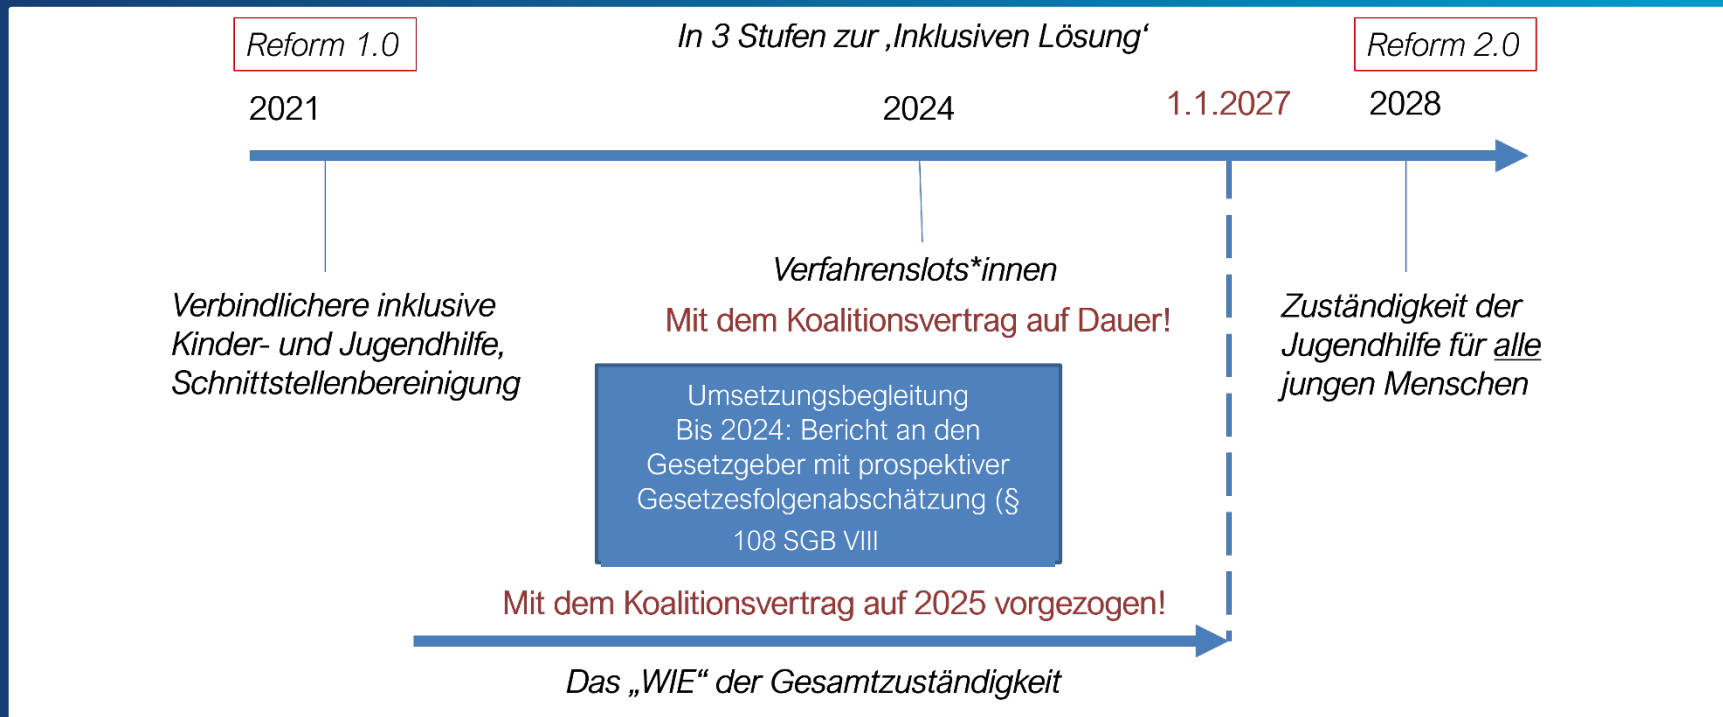 Reform 1.0
In 3 Stufen zur ‚Inklusiven Lösung‘
Reform 2.0
2021
2024
1.1.2027
2028
Verbindlichere inklusive
Kinder- und Jugendhilfe,
Schnittstellenbereinigung
Verfahrenslots*innen
Mit dem Koalitionsvertrag auf Dauer!
Zuständigkeit der
Jugendhilfe für alle
jungen Menschen
Umsetzungsbegleitung
Bis 2024: Bericht an den
Gesetzgeber mit prospektiver
Gesetzesfolgenabschätzung (§
108 SGB VIII
Mit dem Koalitionsvertrag auf 2025 vorgezogen!
Das „WIE“ der Gesamtzuständigkeit